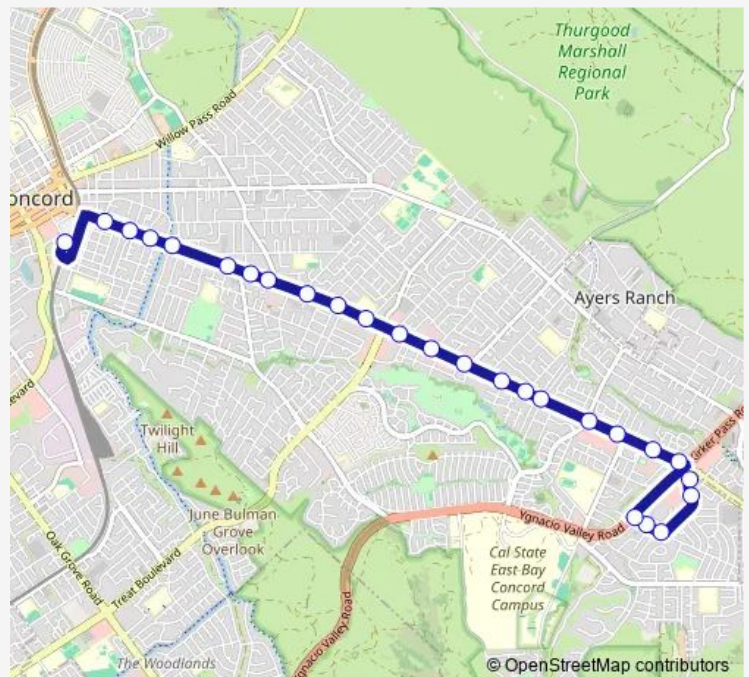 Thurgood
Marshall
Regional
Park
Willow Pass Road
oncord
Ayers Ranch
evard
Kirker Pass R
Twilight
Hill
June Bulman
Grove
Overlook
Ygnacio Valley Road
Oak Grove Road
Treat Boulevard
Cal State
East Bay
Concord
Campus
gnacio Valley Road
The Woodlands
© OpenStreetMap contributors